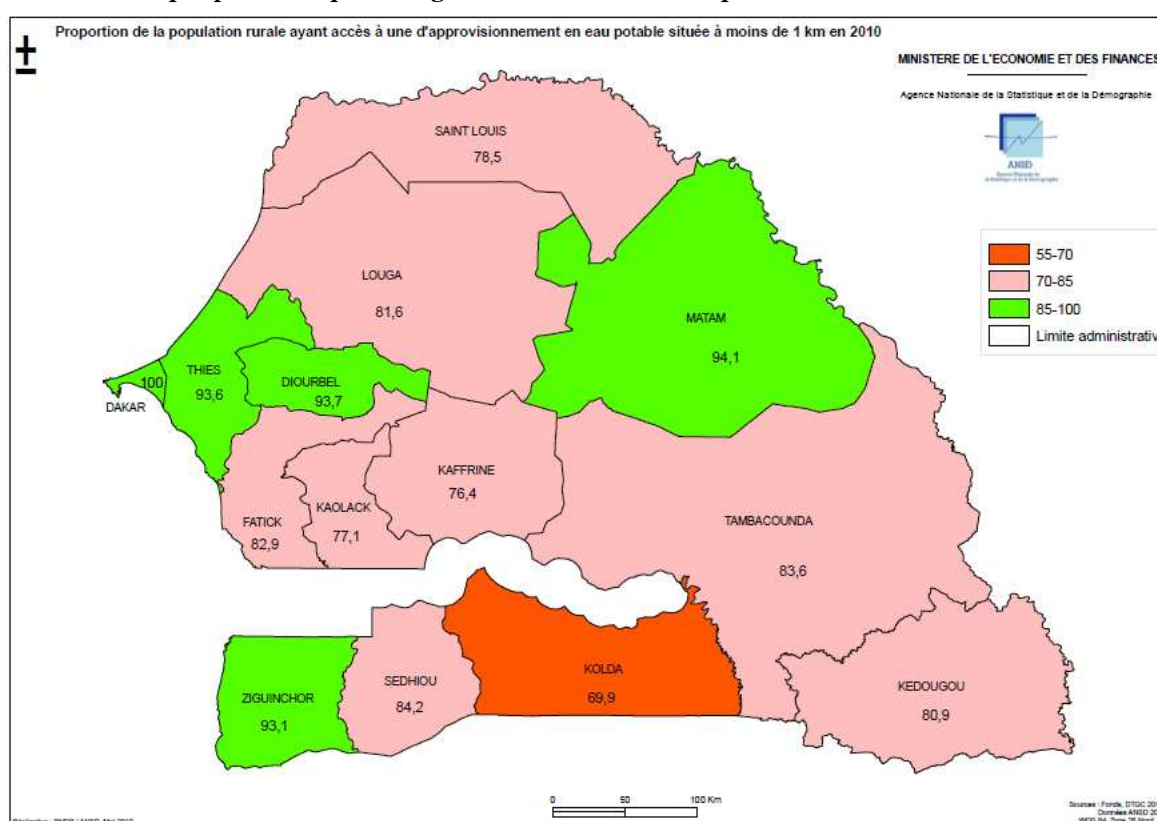 Proportion de la population rurale ayant accès à une d'approvisionnement en eau potable située à moins de 1 km en 2010
MINISTERE DE L'ECONOMIE ET DES FINANCES
Agence Nationale de la Statistique et de la Démographie
ANSD
SAINT LOUIS
78,5
55-70
70-85
85-100
Limite administrativ
LOUGA
81,6
MATAM
94,1
THIES
93,6
DIOURBEL
93,7
100
DAKAR
KAFFRINE
76,4
KAOLACK
77,1
FATICK
82,9
TAMBACOUNDA
83,6
KOLDA
69,9
SEDHIOU
84,2
ZIGUINCHOR
93,1
KEDOUGOU
80,9
0 50 100 Km